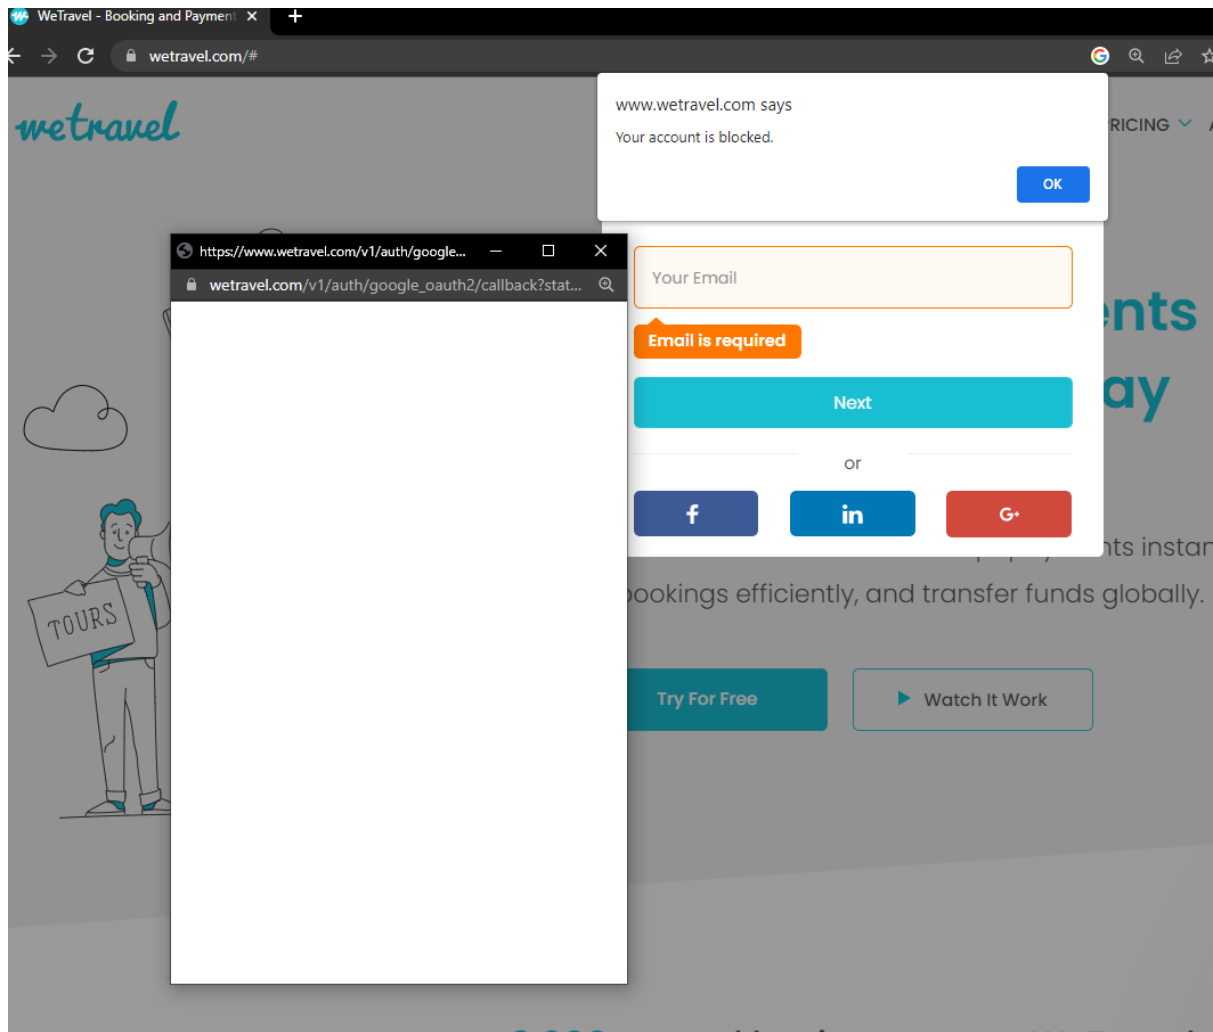 WeTravel - Booking and Payment
wetravel.com/#
wetravel
www.wetravel.com says
Your account is blocked.
OK
RICING
https://www.wetravel.com/v1/auth/google...
wetravel.com/v1/auth/google_oauth2/callback?stat...
Your Email
Email is required
Next
or
f
in
G+
nts
ay
nts instar
bookings efficiently, and transfer funds globally.
TOURS
Try For Free
Watch It Work